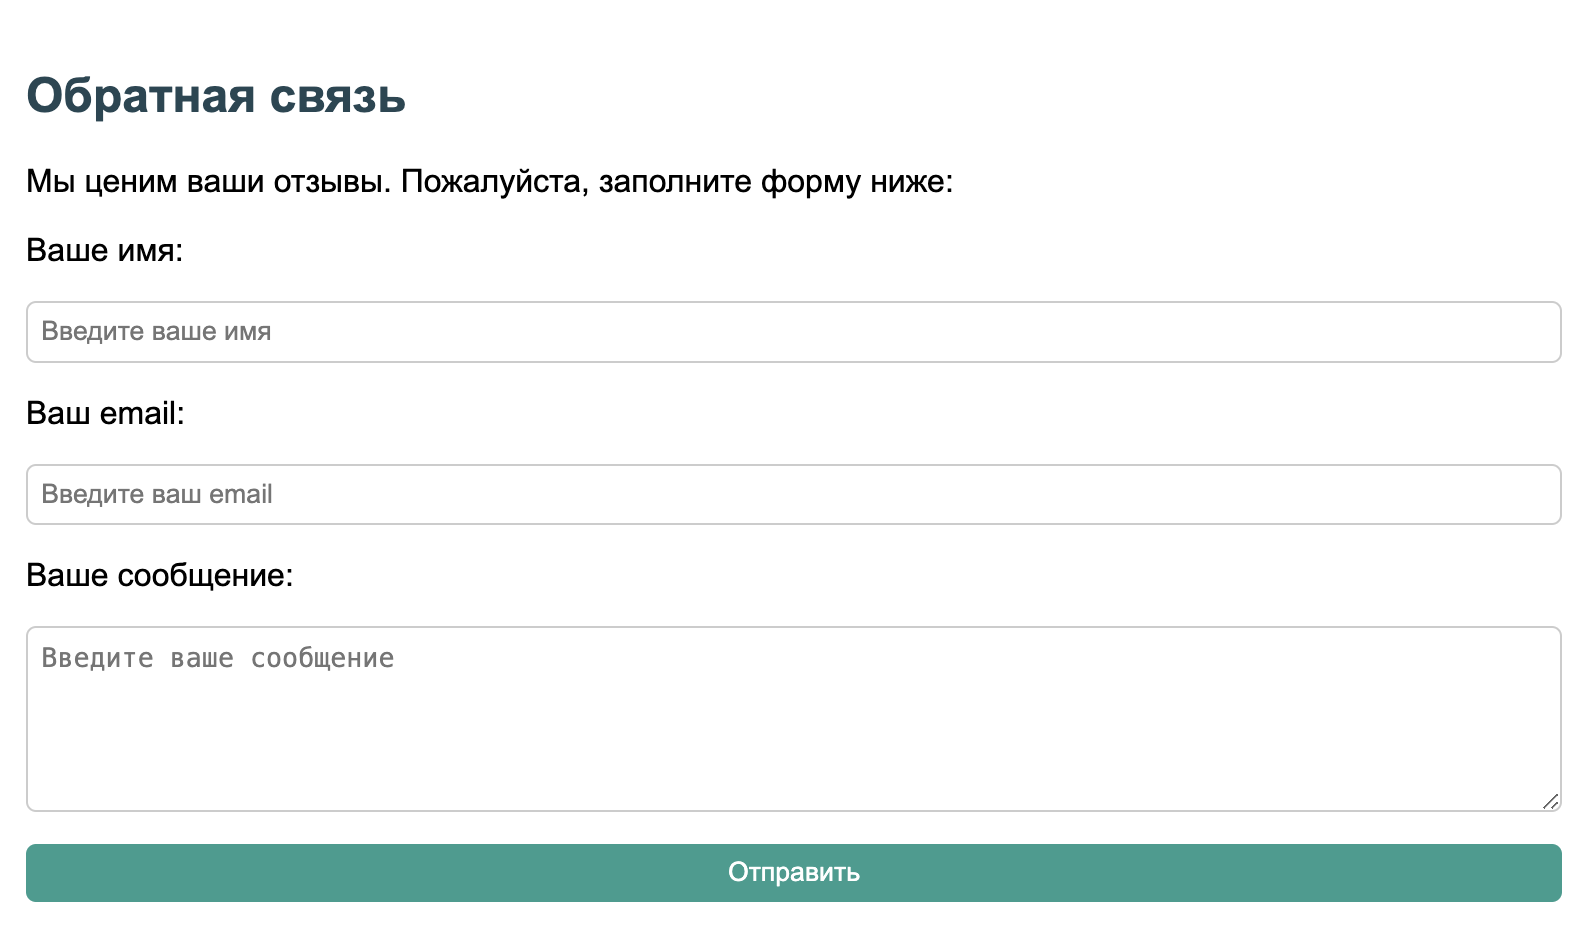 Обратная связь
Мы ценим ваши отзывы. Пожалуйста, заполните форму ниже:
Ваше имя:
Введите ваше имя
Ваш email:
Введите ваш email
Ваше сообщение:
Введите ваше сообщение
Отправить